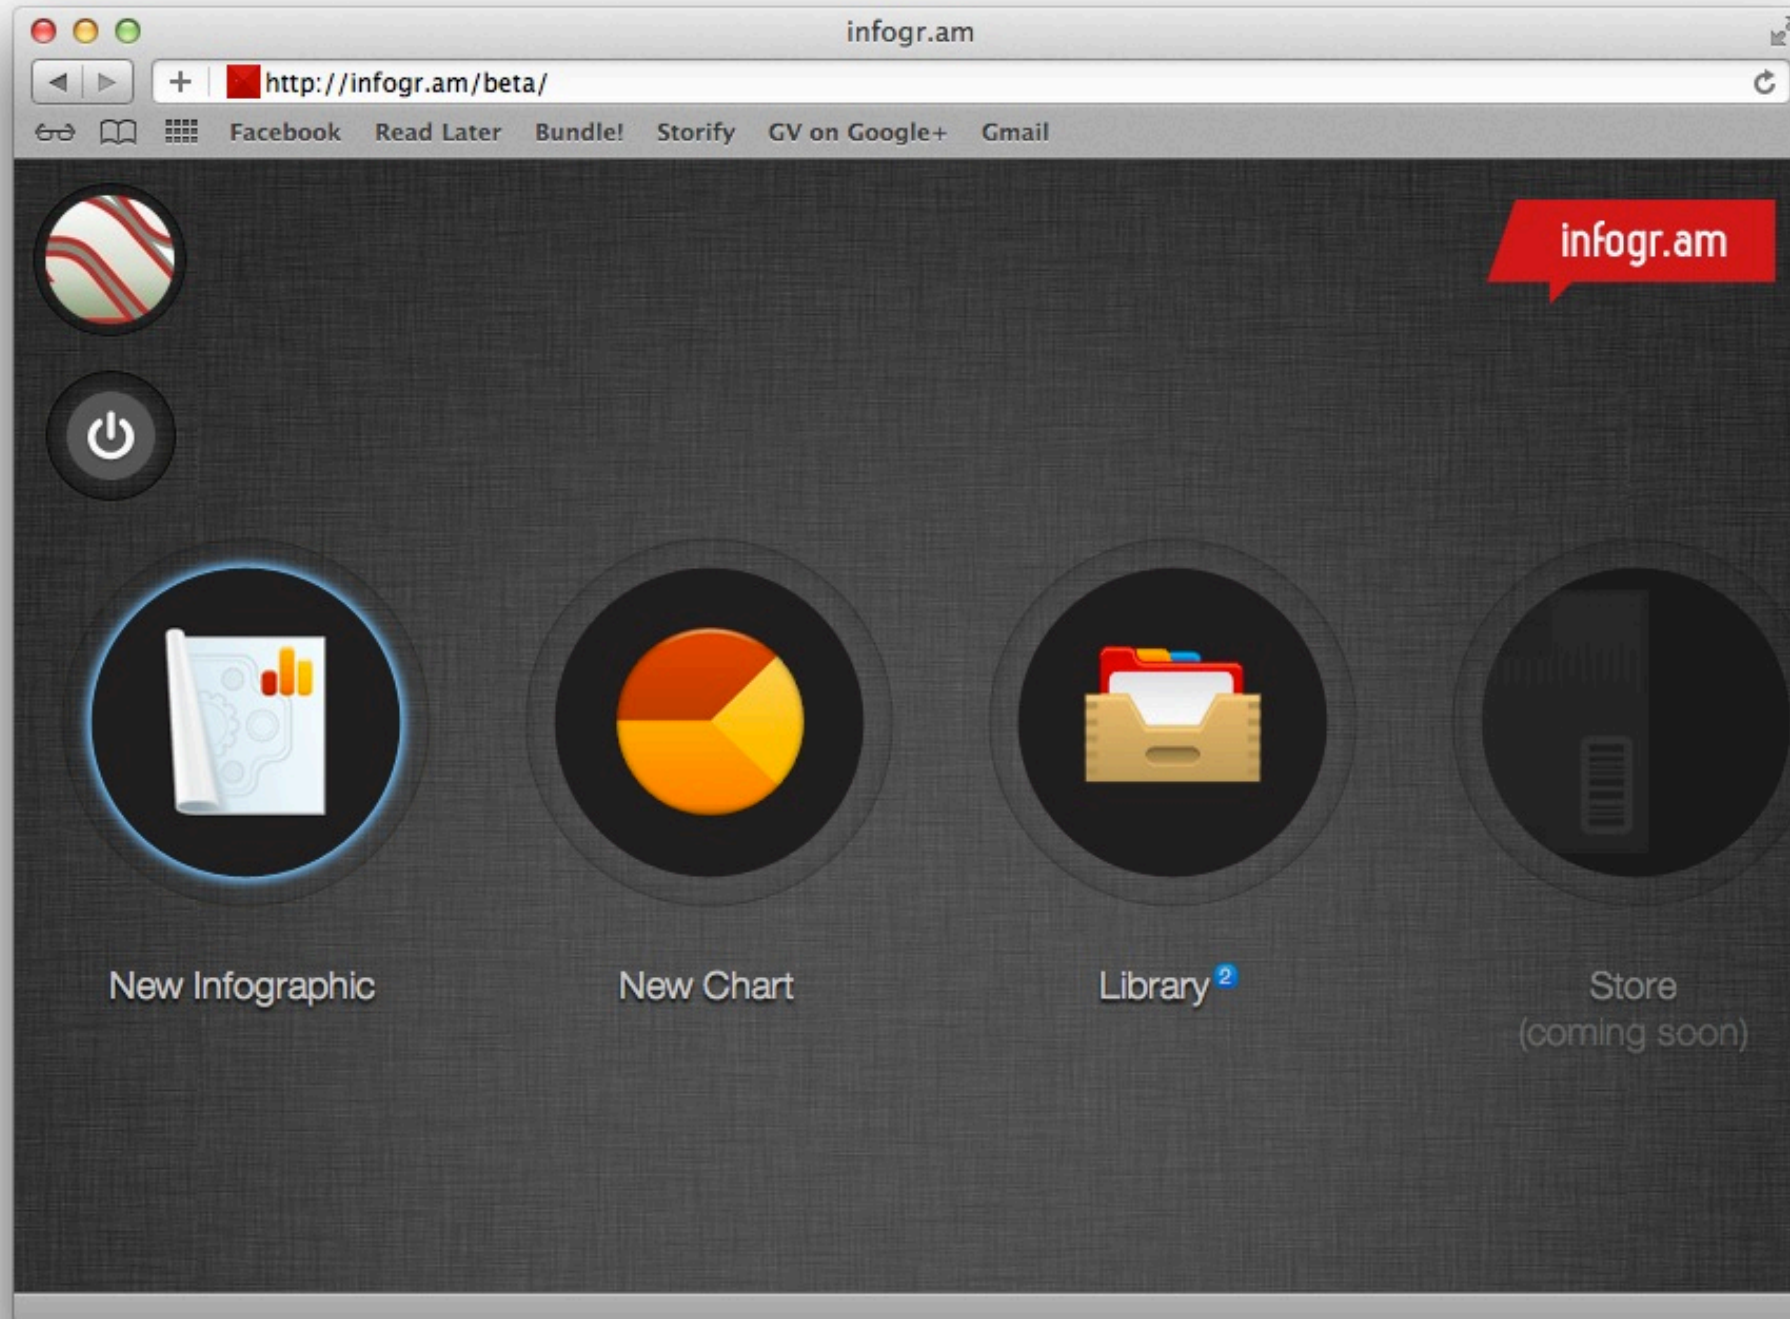 infogr.am
http://infogr.am/beta/
Facebook Read Later Bundle! Storify GV on Google+ Gmail
infogr.am
New Infographic New Chart Library 2 Store
(coming soon)